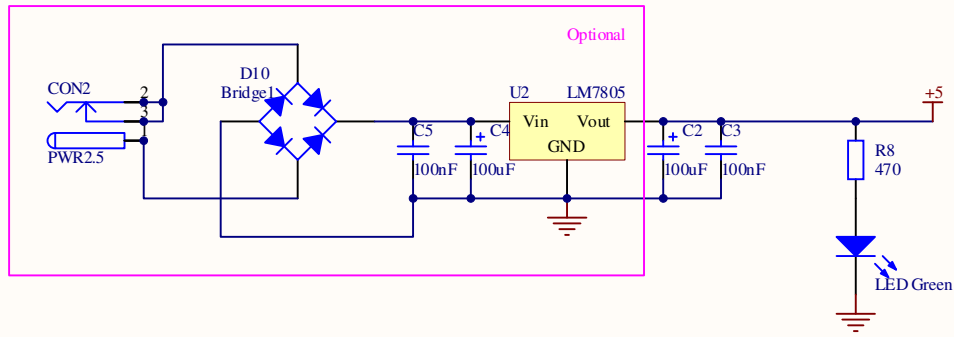 Optional
D10
Bridge1
CON2
2
3
PWR2.5
U2 LM7805
Vin Vout
GND
C5
100nF
+ C4
100uF
+ C2
100uF
C3
100nF
+5
R8
470
LED Green